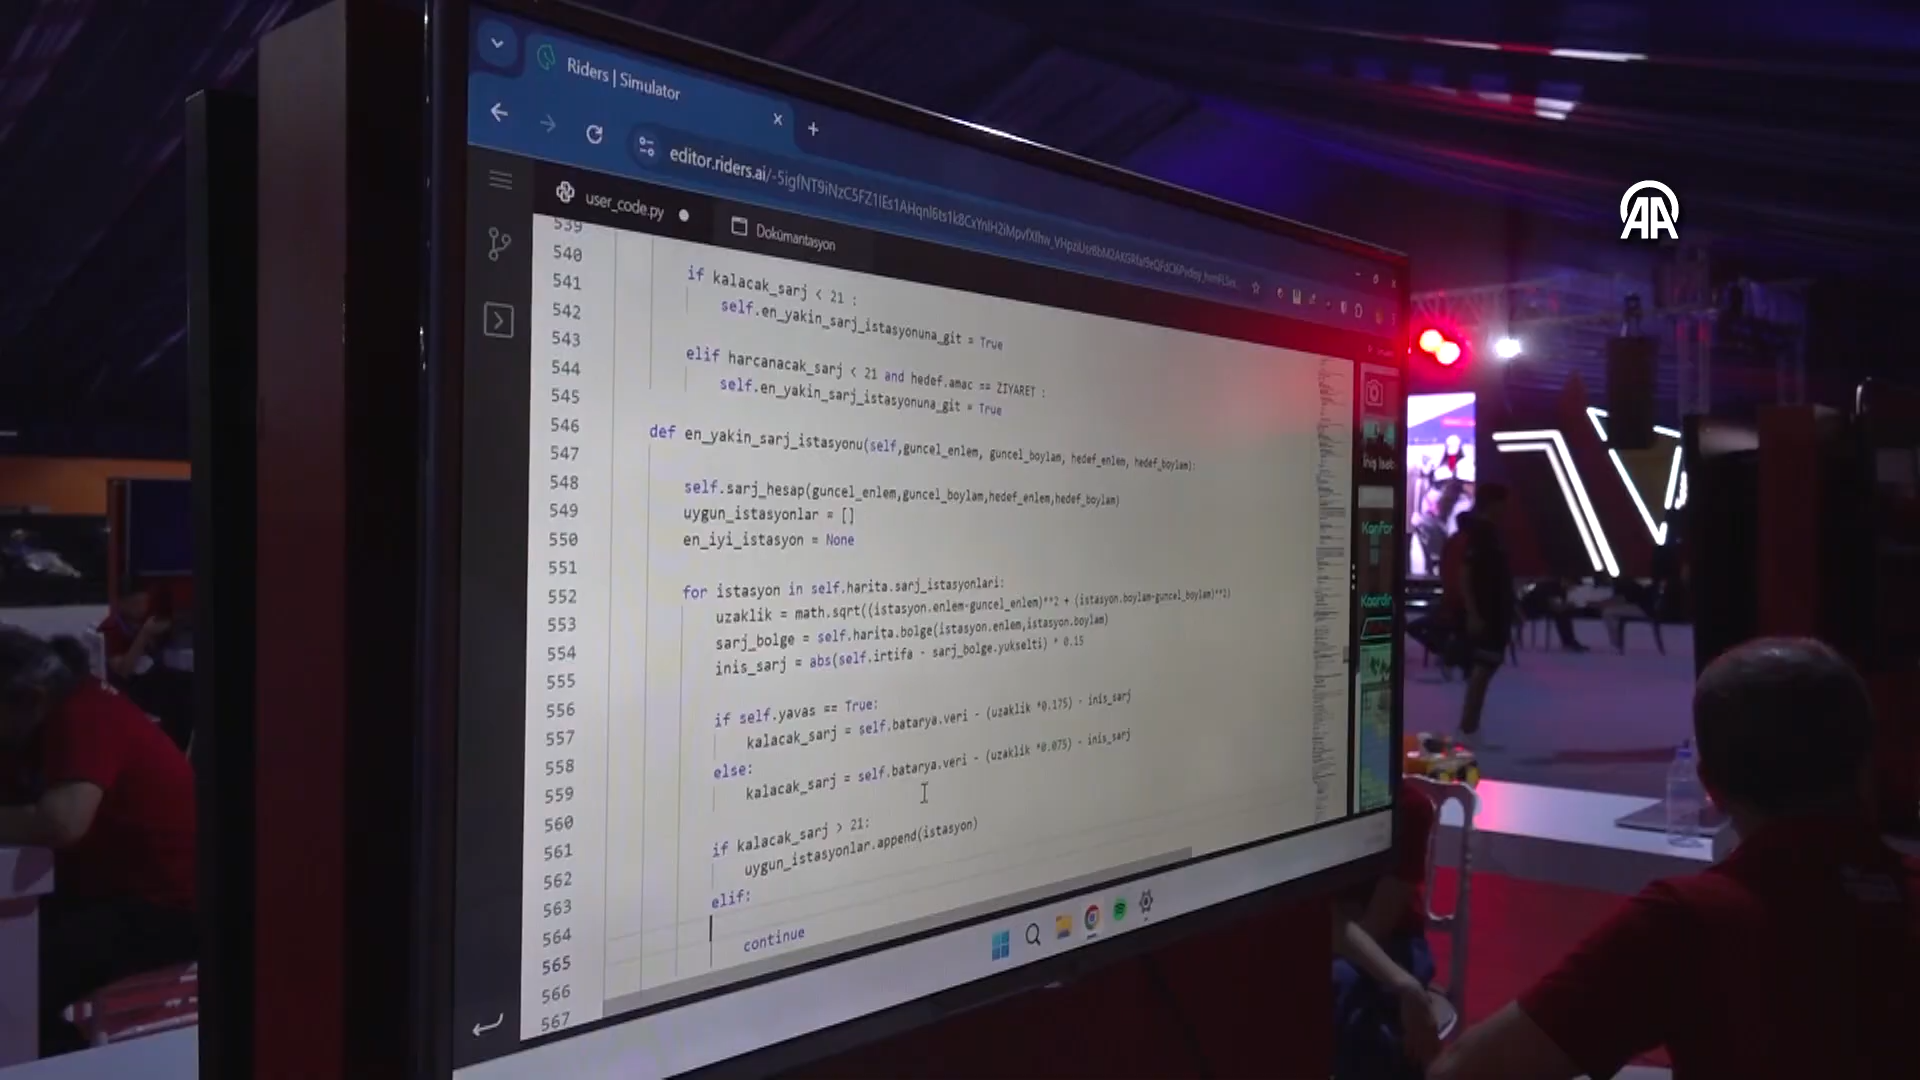 Riders | Simulator
editor.riders.ai/
user_code.py
Dokümantasyon
539
540
541 if kalacak_sarj < 21 :
542 self.en_yakin_sarj_istasyonuna_git = True
543
544 elif harcanacak_sarj < 21 and hedef.amac == ZIYARET :
545 self.en_yakin_sarj_istasyonuna_git = True
546
547 def en_yakin_sarj_istasyonu(self,guncel_enlem, guncel_boylam, hedef_enlem, hedef_boylam):
548
549 self.sarj_hesap(guncel_enlem,guncel_boylam,hedef_enlem,hedef_boylam)
550 uygun_istasyonlar = []
551 en_iyi_istasyon = None
552
553 for istasyon in self.harita.sarj_istasyonlari:
554 uzaklik = math.sqrt((istasyon.enlem-guncel_enlem)**2 + (istasyon.boylam-guncel_boylam)**2)
555 sarj_bolge = self.harita.bolge(istasyon.enlem,istasyon.boylam)
556 inis_sarj = abs(self.irtifa - sarj_bolge.yukselti) * 0.15
557
558 if self.yavas == True:
559 kalacak_sarj = self.batarya.veri - (uzaklik *0.175) - inis_sarj
560 else:
561 kalacak_sarj = self.batarya.veri - (uzaklik *0.075) - inis_sarj
562
563 if kalacak_sarj > 21:
564 uygun_istasyonlar.append(istasyon)
565 elif:
566
567 continue
AA